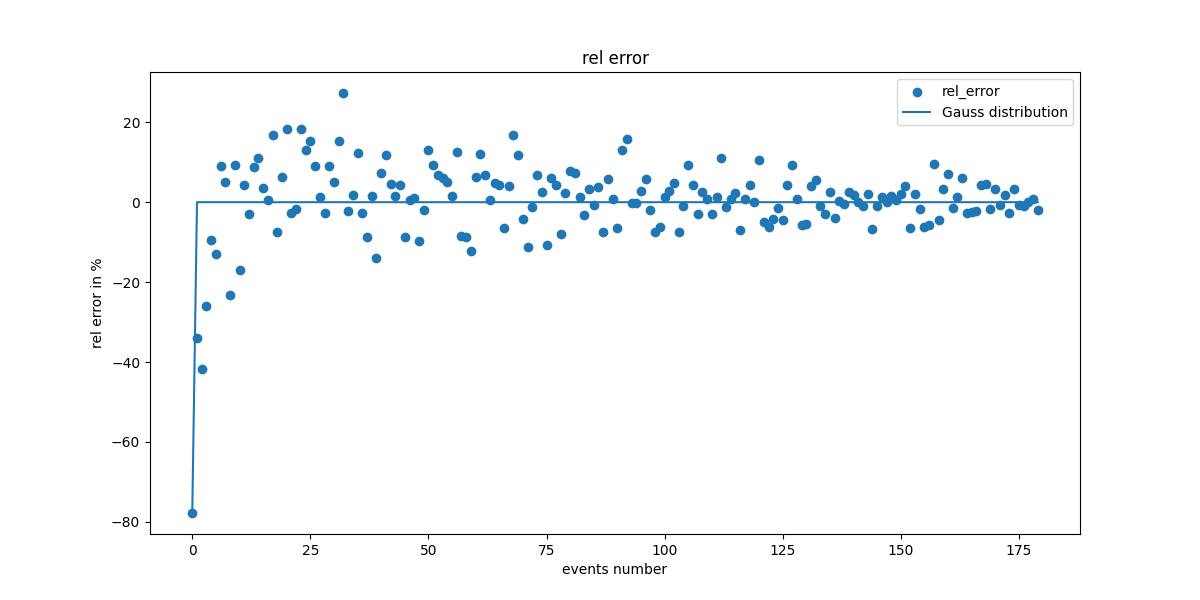 rel error
rel_error
Gauss distribution
20
0
−20
−40
−60
−80
rel error in %
0 25 50 75 100 125 150 175
events number